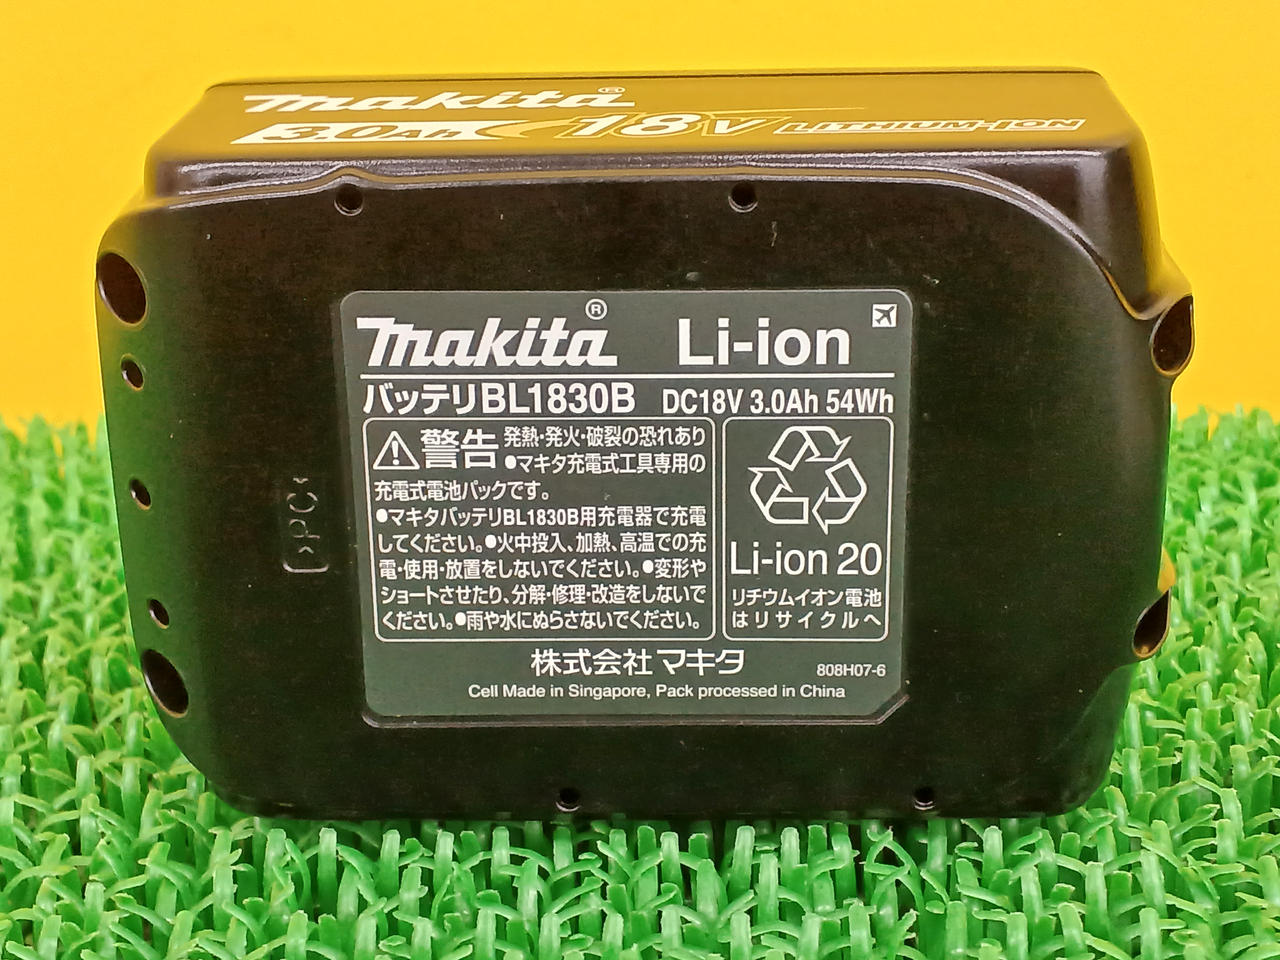 makita®
3.0Ah 18V LITHIUM-ION
makita® Li-ion
バッテリBL1830B DC18V 3.0Ah 54Wh
警告 発熱・発火・破裂の恐れあり
●マキタ充電式工具専用の
充電式電池パックです。
●マキタバッテリBL1830B用充電器で充電
してください。●火中投入、加熱、高温での充
電・使用・放置をしないでください。●変形や
ショートさせたり、分解・修理・改造をしないで
ください。●雨や水にぬらさないでください。
Li-ion 20
リチウムイオン電池
はリサイクルへ
株式会社マキタ 808H07-6
Cell Made in Singapore, Pack processed in China
>PC<